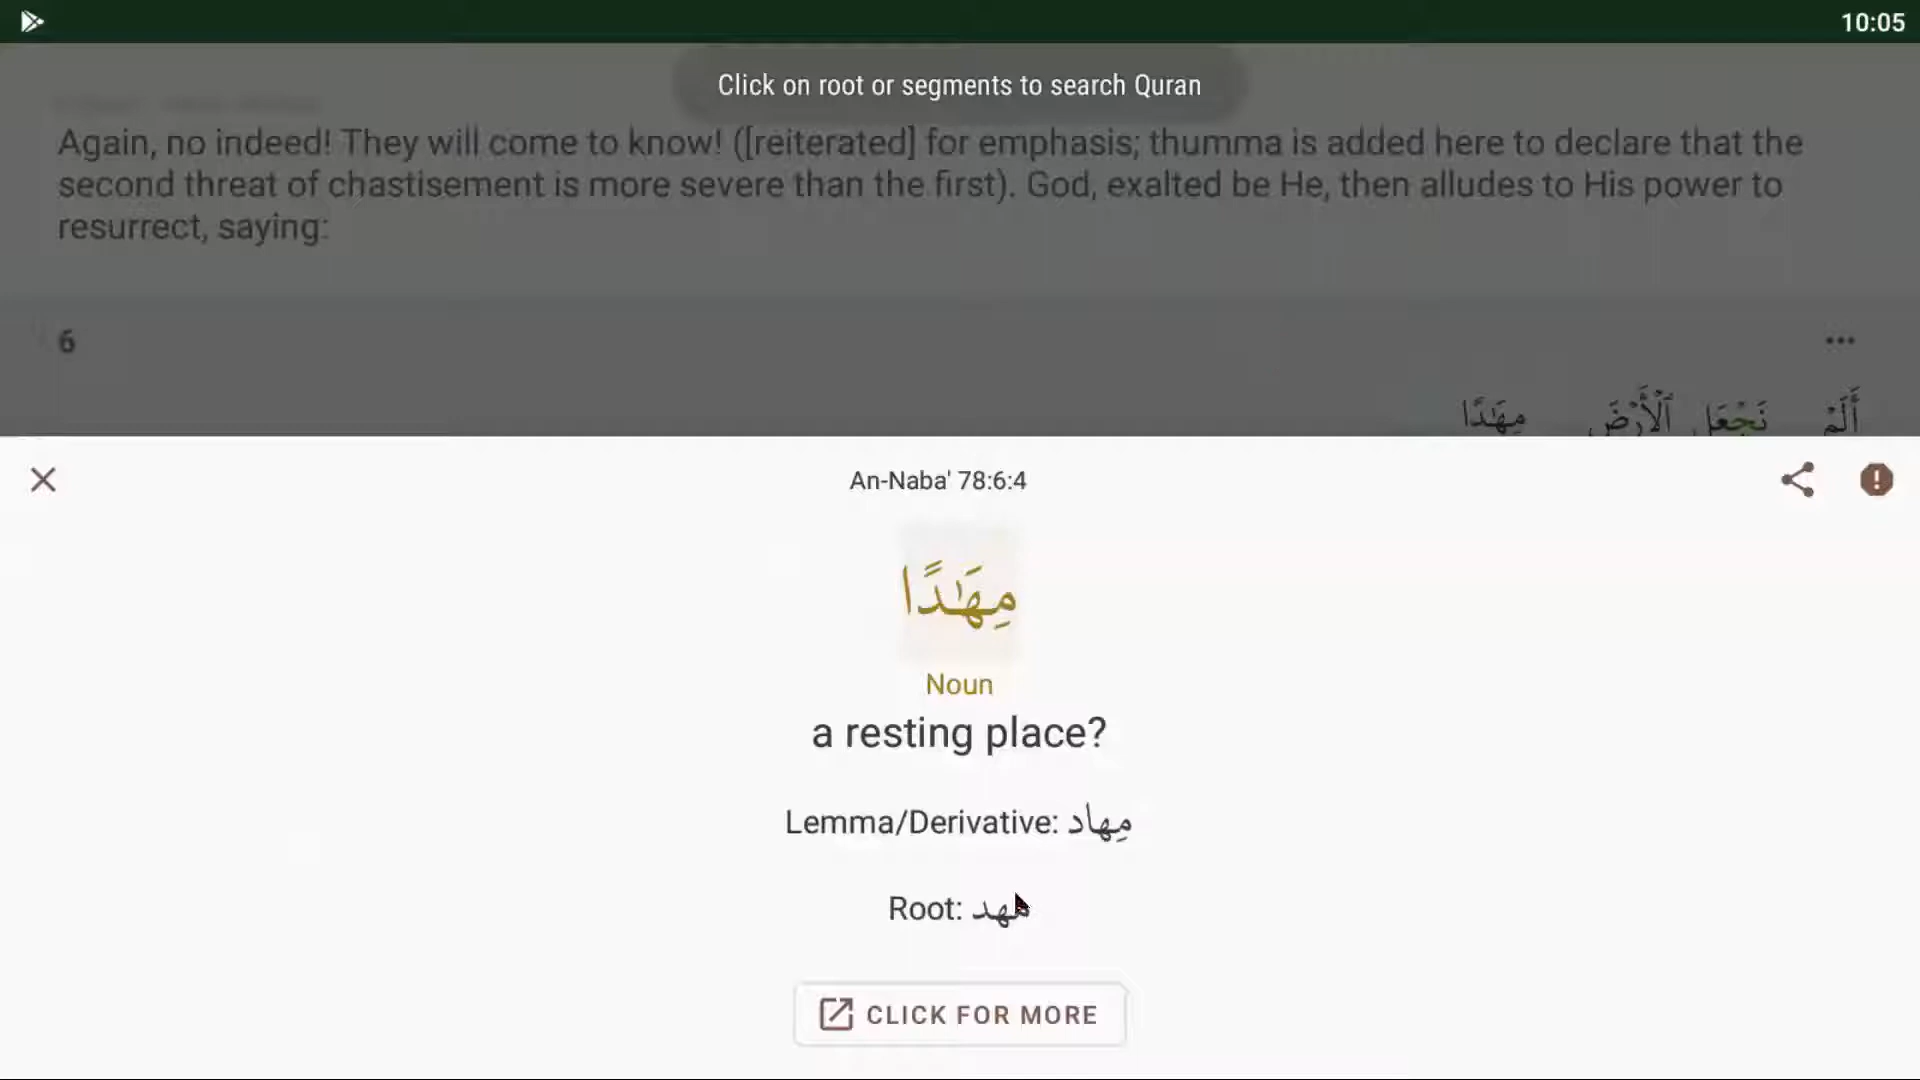 10:05
Click on root or segments to search Quran
Again, no indeed! They will come to know! ([reiterated] for emphasis; thumma is added here to declare that the
second threat of chastisement is more severe than the first). God, exalted be He, then alludes to His power to
resurrect, saying:
6
أَلَمْ نَجْعَلِ ٱلْأَرْضَ مِهَٰدًا
An-Naba' 78:6:4
مِهَٰدًا
Noun
a resting place?
Lemma/Derivative: مِهاد
Root: مهد
CLICK FOR MORE